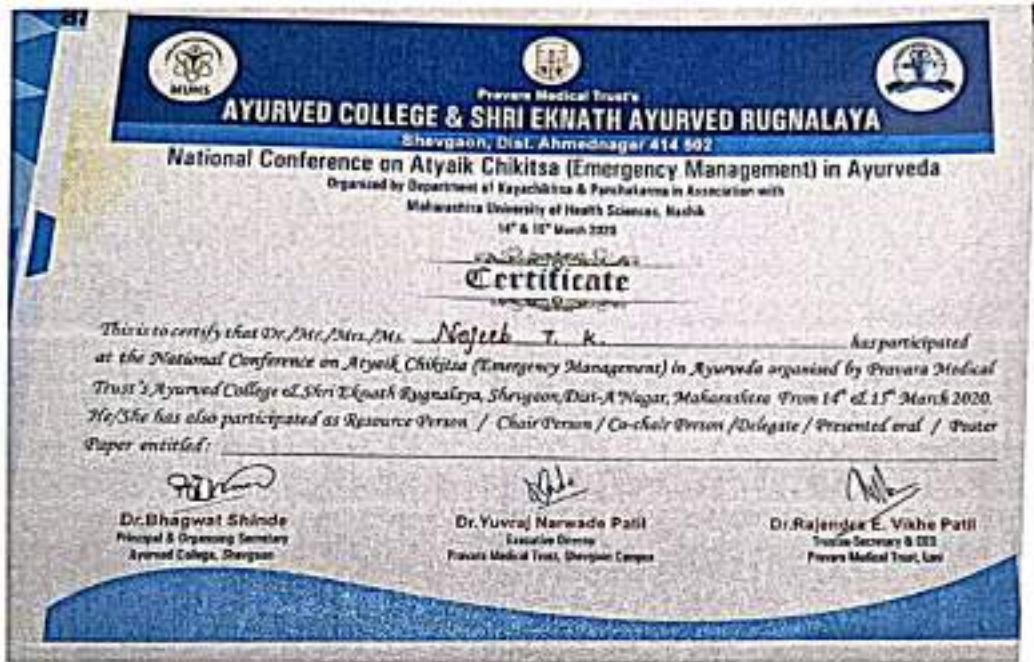 MUHS
Pravara Medical Trust's
AYURVED COLLEGE & SHRI EKNATH AYURVED RUGNALAYA
Shevgaon, Dist. Ahmednagar 414 502
National Conference on Atyaik Chikitsa (Emergency Management) in Ayurveda
Organized by Department of Kayachikitsa & Panchakarma in Association with
Maharashtra University of Health Sciences, Nashik
14th & 15th March 2020
Certificate
This is to certify that Dr./Mr./Mrs./Ms. Najeeb T. K. has participated
at the National Conference on Atyaik Chikitsa (Emergency Management) in Ayurveda organised by Pravara Medical
Trust's Ayurved College & Shri Eknath Rugnalaya, Shevgaon, Dist-A'Nagar, Maharashtra From 14th & 15th March 2020.
He/She has also participated as Resource Person / Chair Person / Co-chair Person /Delegate / Presented oral / Poster
Paper entitled :
Dr.Bhagwat Shinde
Principal & Organising Secretary
Ayurved College, Shevgaon
Dr.Yuvraj Narwade Patil
Executive Director
Pravara Medical Trust, Shevgaon Campus
Dr.Rajendra E. Vikhe Patil
Trustee Secretary & CEO
Pravara Medical Trust, Loni